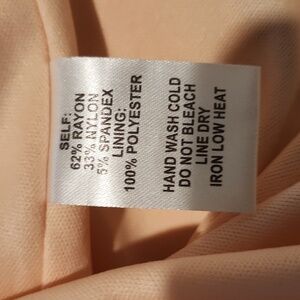 SELF:
62% RAYON
33% NYLON
5% SPANDEX
LINING:
100% POLYESTER
HAND WASH COLD
DO NOT BLEACH
LINE DRY
IRON LOW HEAT